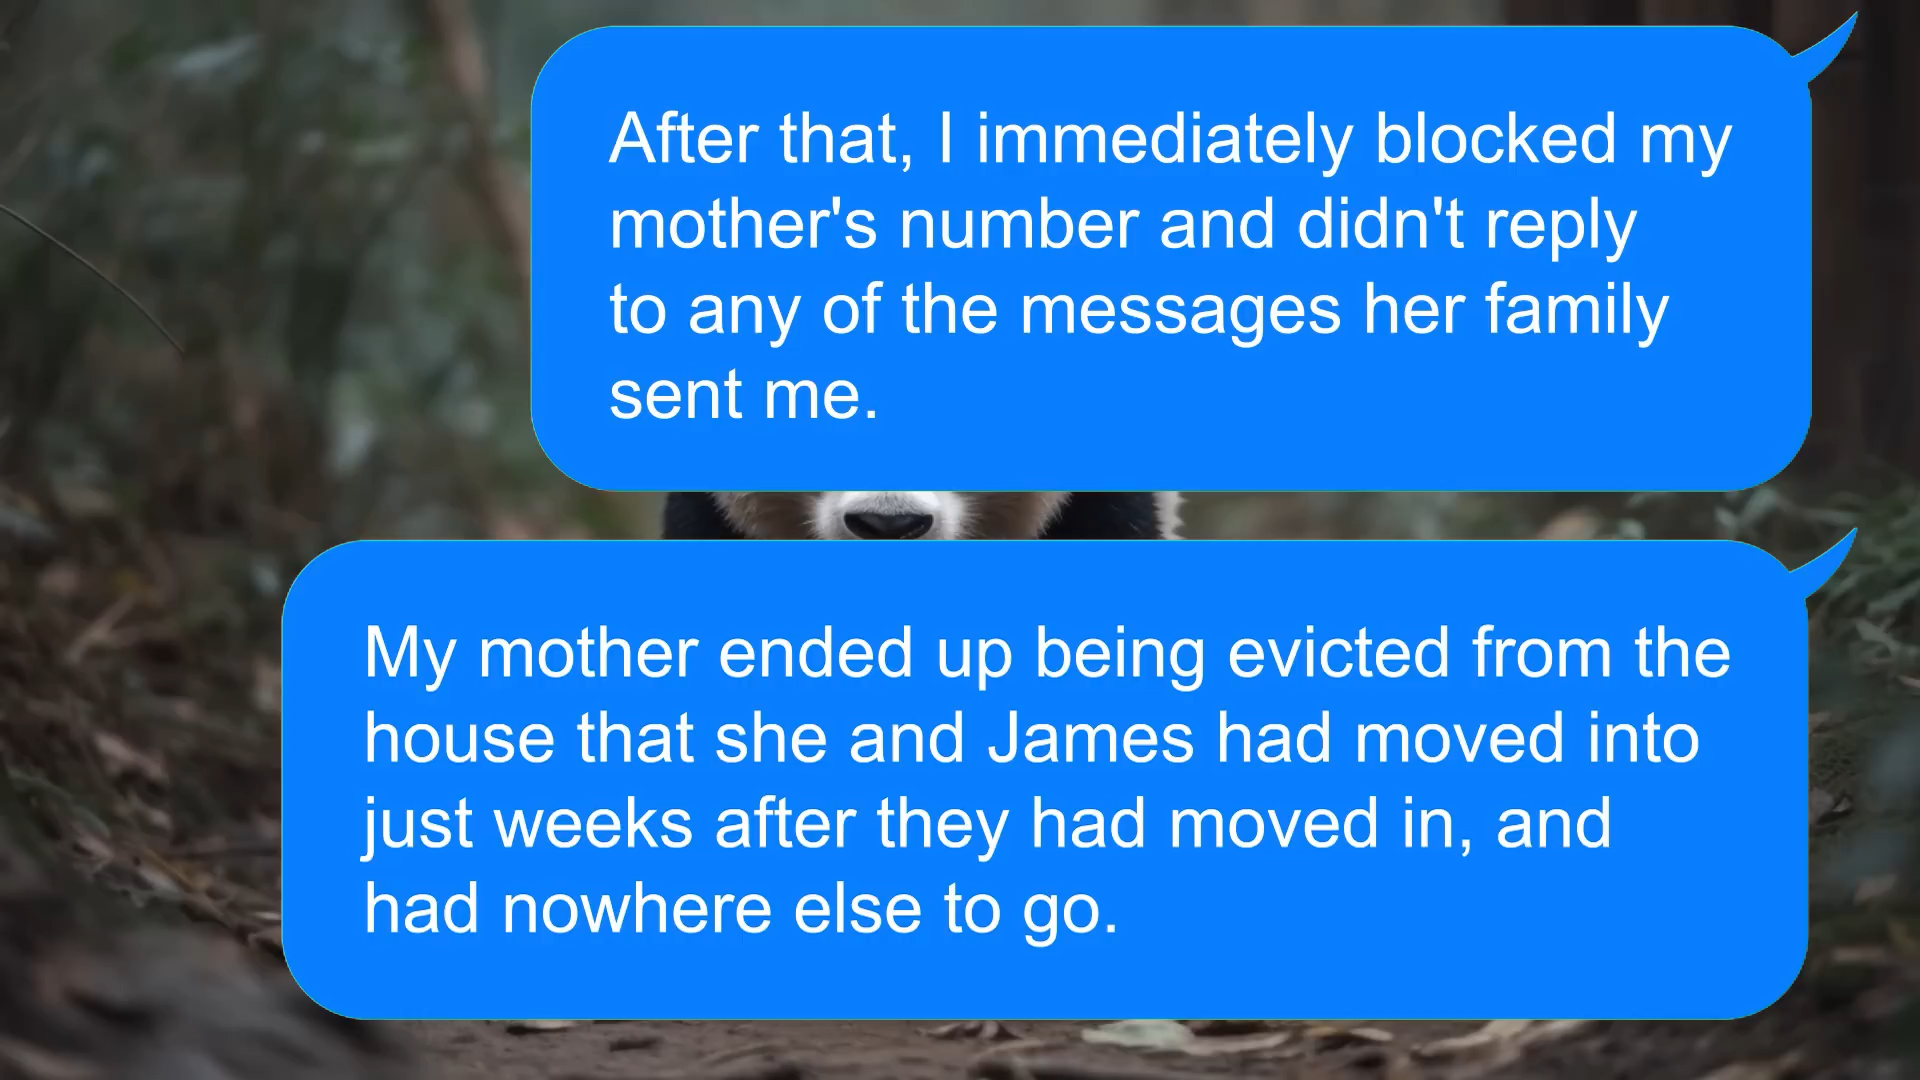 After that, I immediately blocked my
mother's number and didn't reply
to any of the messages her family
sent me.
My mother ended up being evicted from the
house that she and James had moved into
just weeks after they had moved in, and
had nowhere else to go.